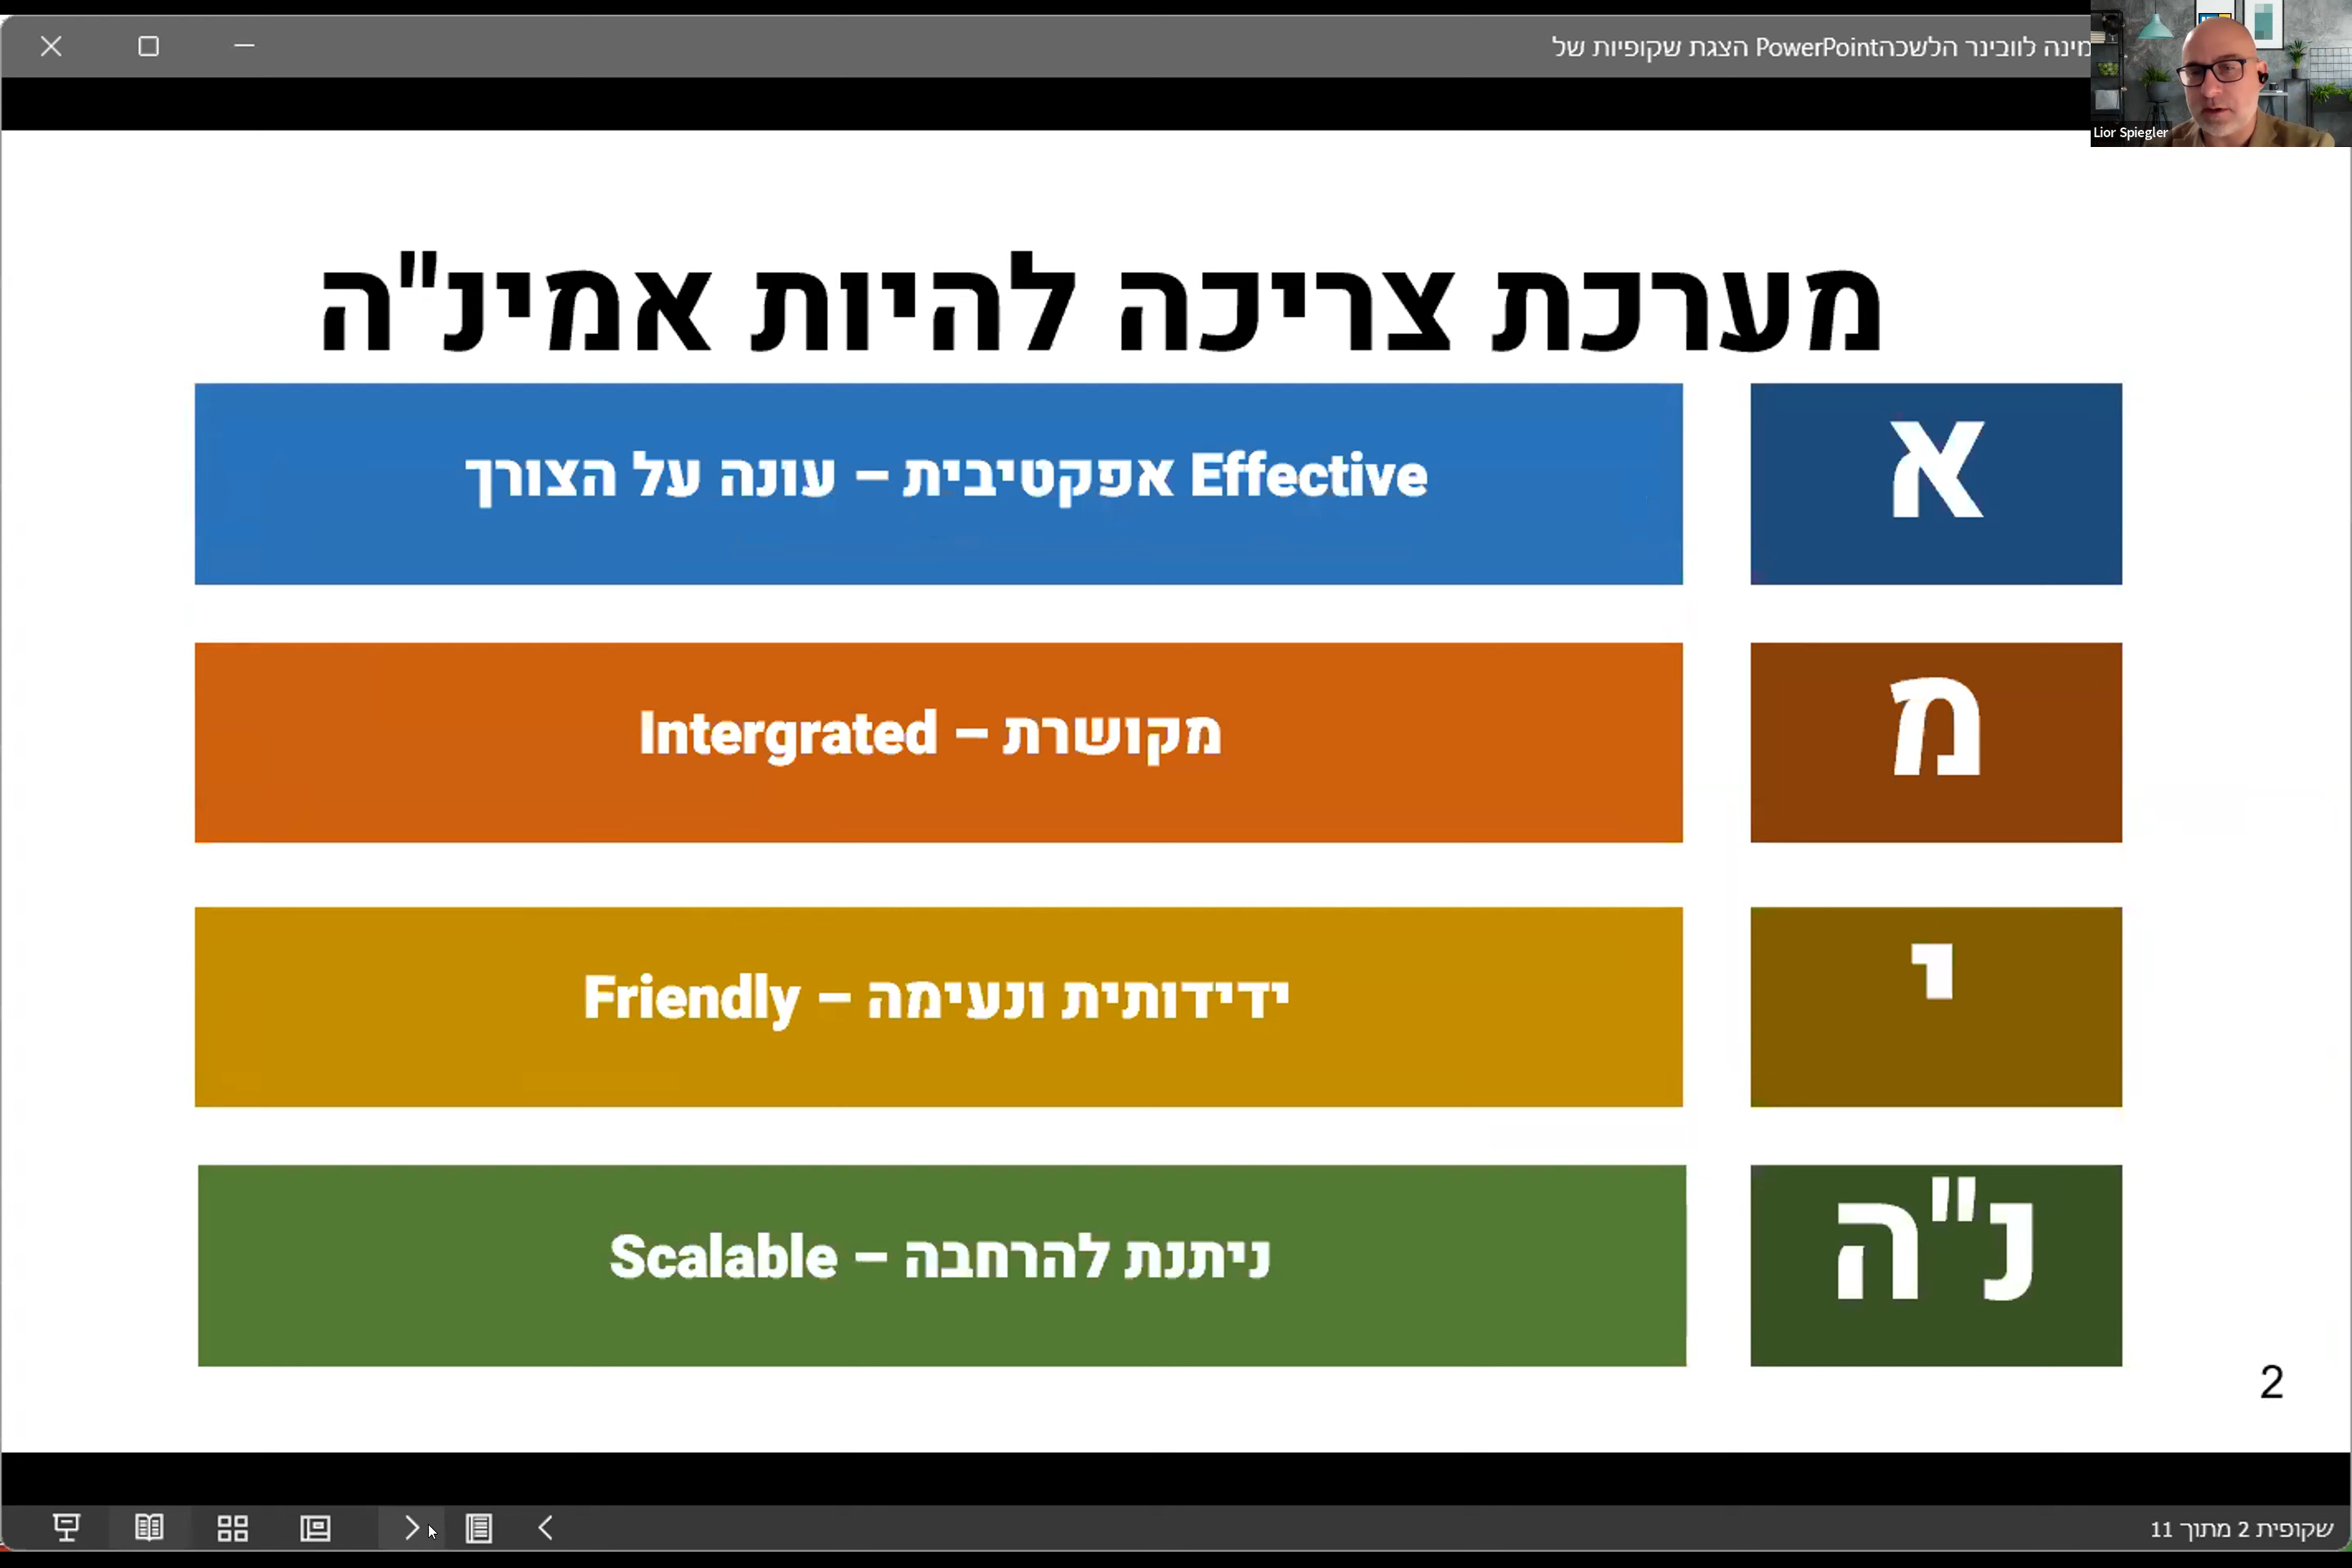 מינה לוובינר הלשכהPowerPoint הצגת שקופיות של
Lior Spiegler
מערכת צריכה להיות אמינ"ה
א
Effective אפקטיבית – עונה על הצורך
מ
מקושרת – Intergrated
י
ידידותית ונעימה – Friendly
נ"ה
ניתנת להרחבה – Scalable
2
שקופית 2 מתוך 11